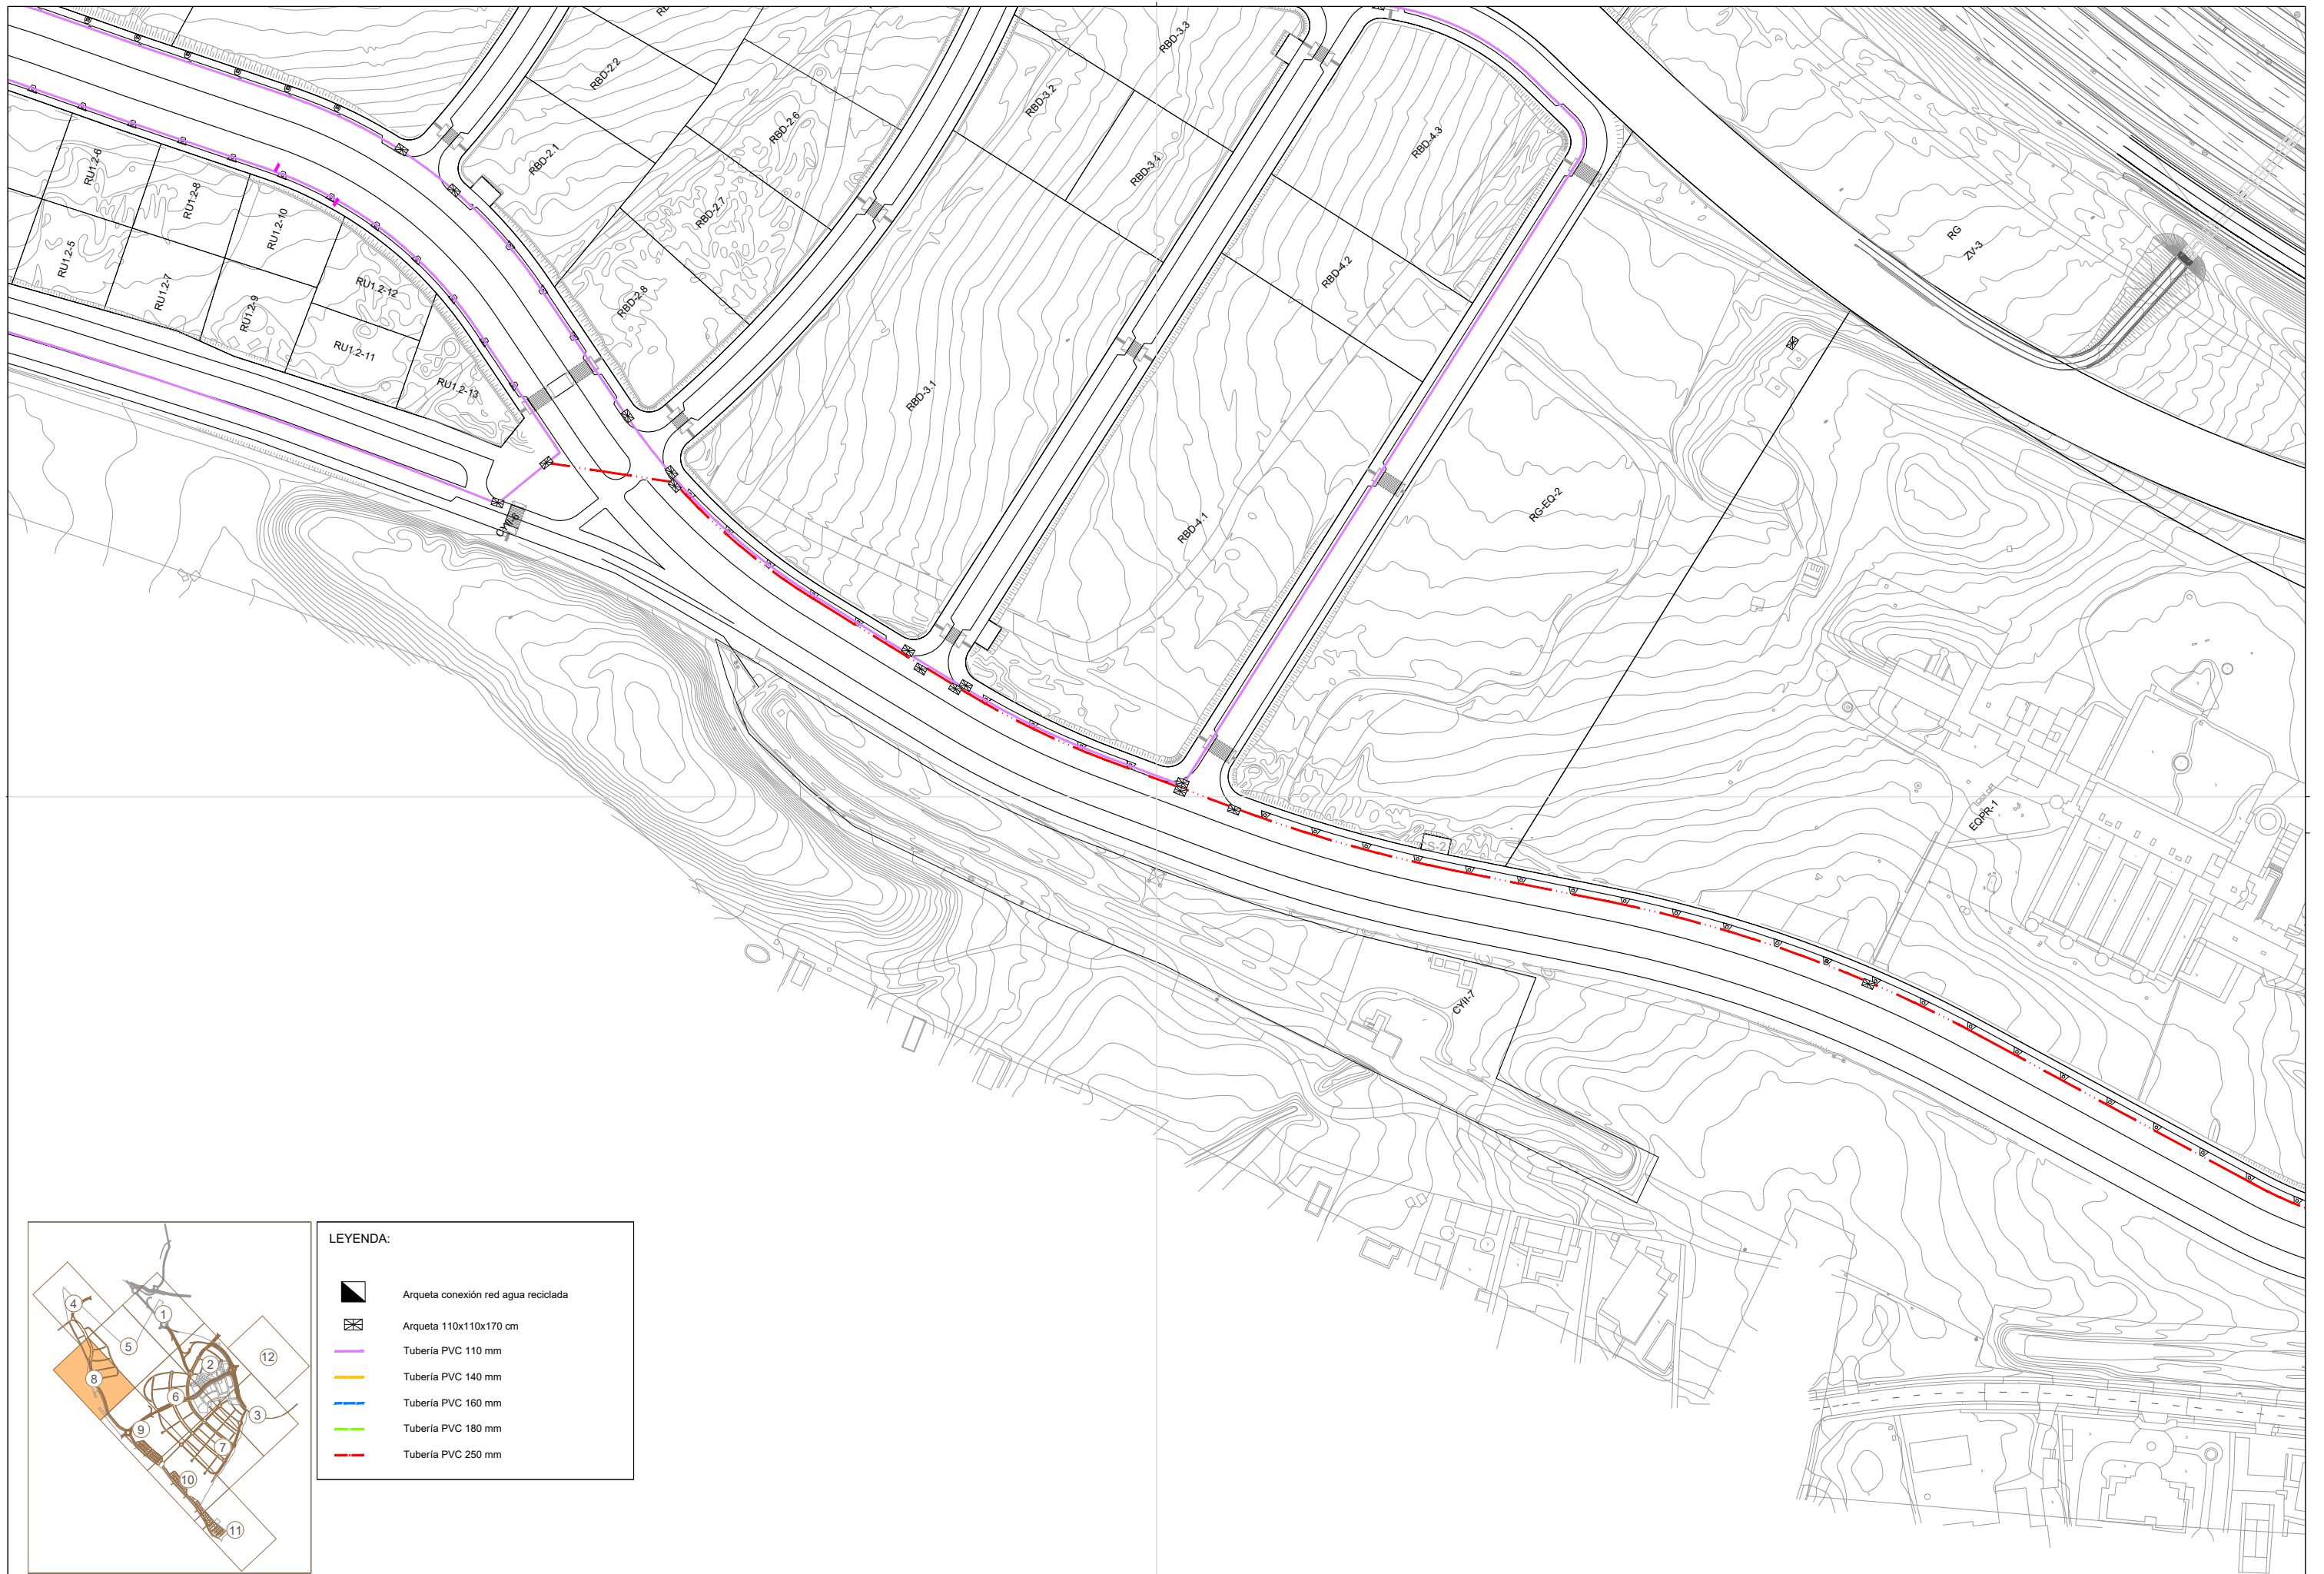 RBD-2.2
RBD-3.3
RBD-3.2
RBD-2.6
RBD-2.1
RBD-3.4
RBD-4.3
RU1.2-6
RU1.2-8
RU1.2-10
RBD-2.7
RG
ZV-3
RU1.2-5
RU1.2-7
RU1.2-9
RU1.2-12
RBD-2.8
RBD-4.2
RU1.2-11
RU1.2-13
RBD-3.1
RBD-4.1
RG-EQ-2
CYII-6
EQPR-1
CS-2
CYII-7
LEYENDA:
Arqueta conexión red agua reciclada
Arqueta 110x110x170 cm
Tubería PVC 110 mm
Tubería PVC 140 mm
Tubería PVC 160 mm
Tubería PVC 180 mm
Tubería PVC 250 mm
4
1
5
12
2
8
6
3
9
7
10
11